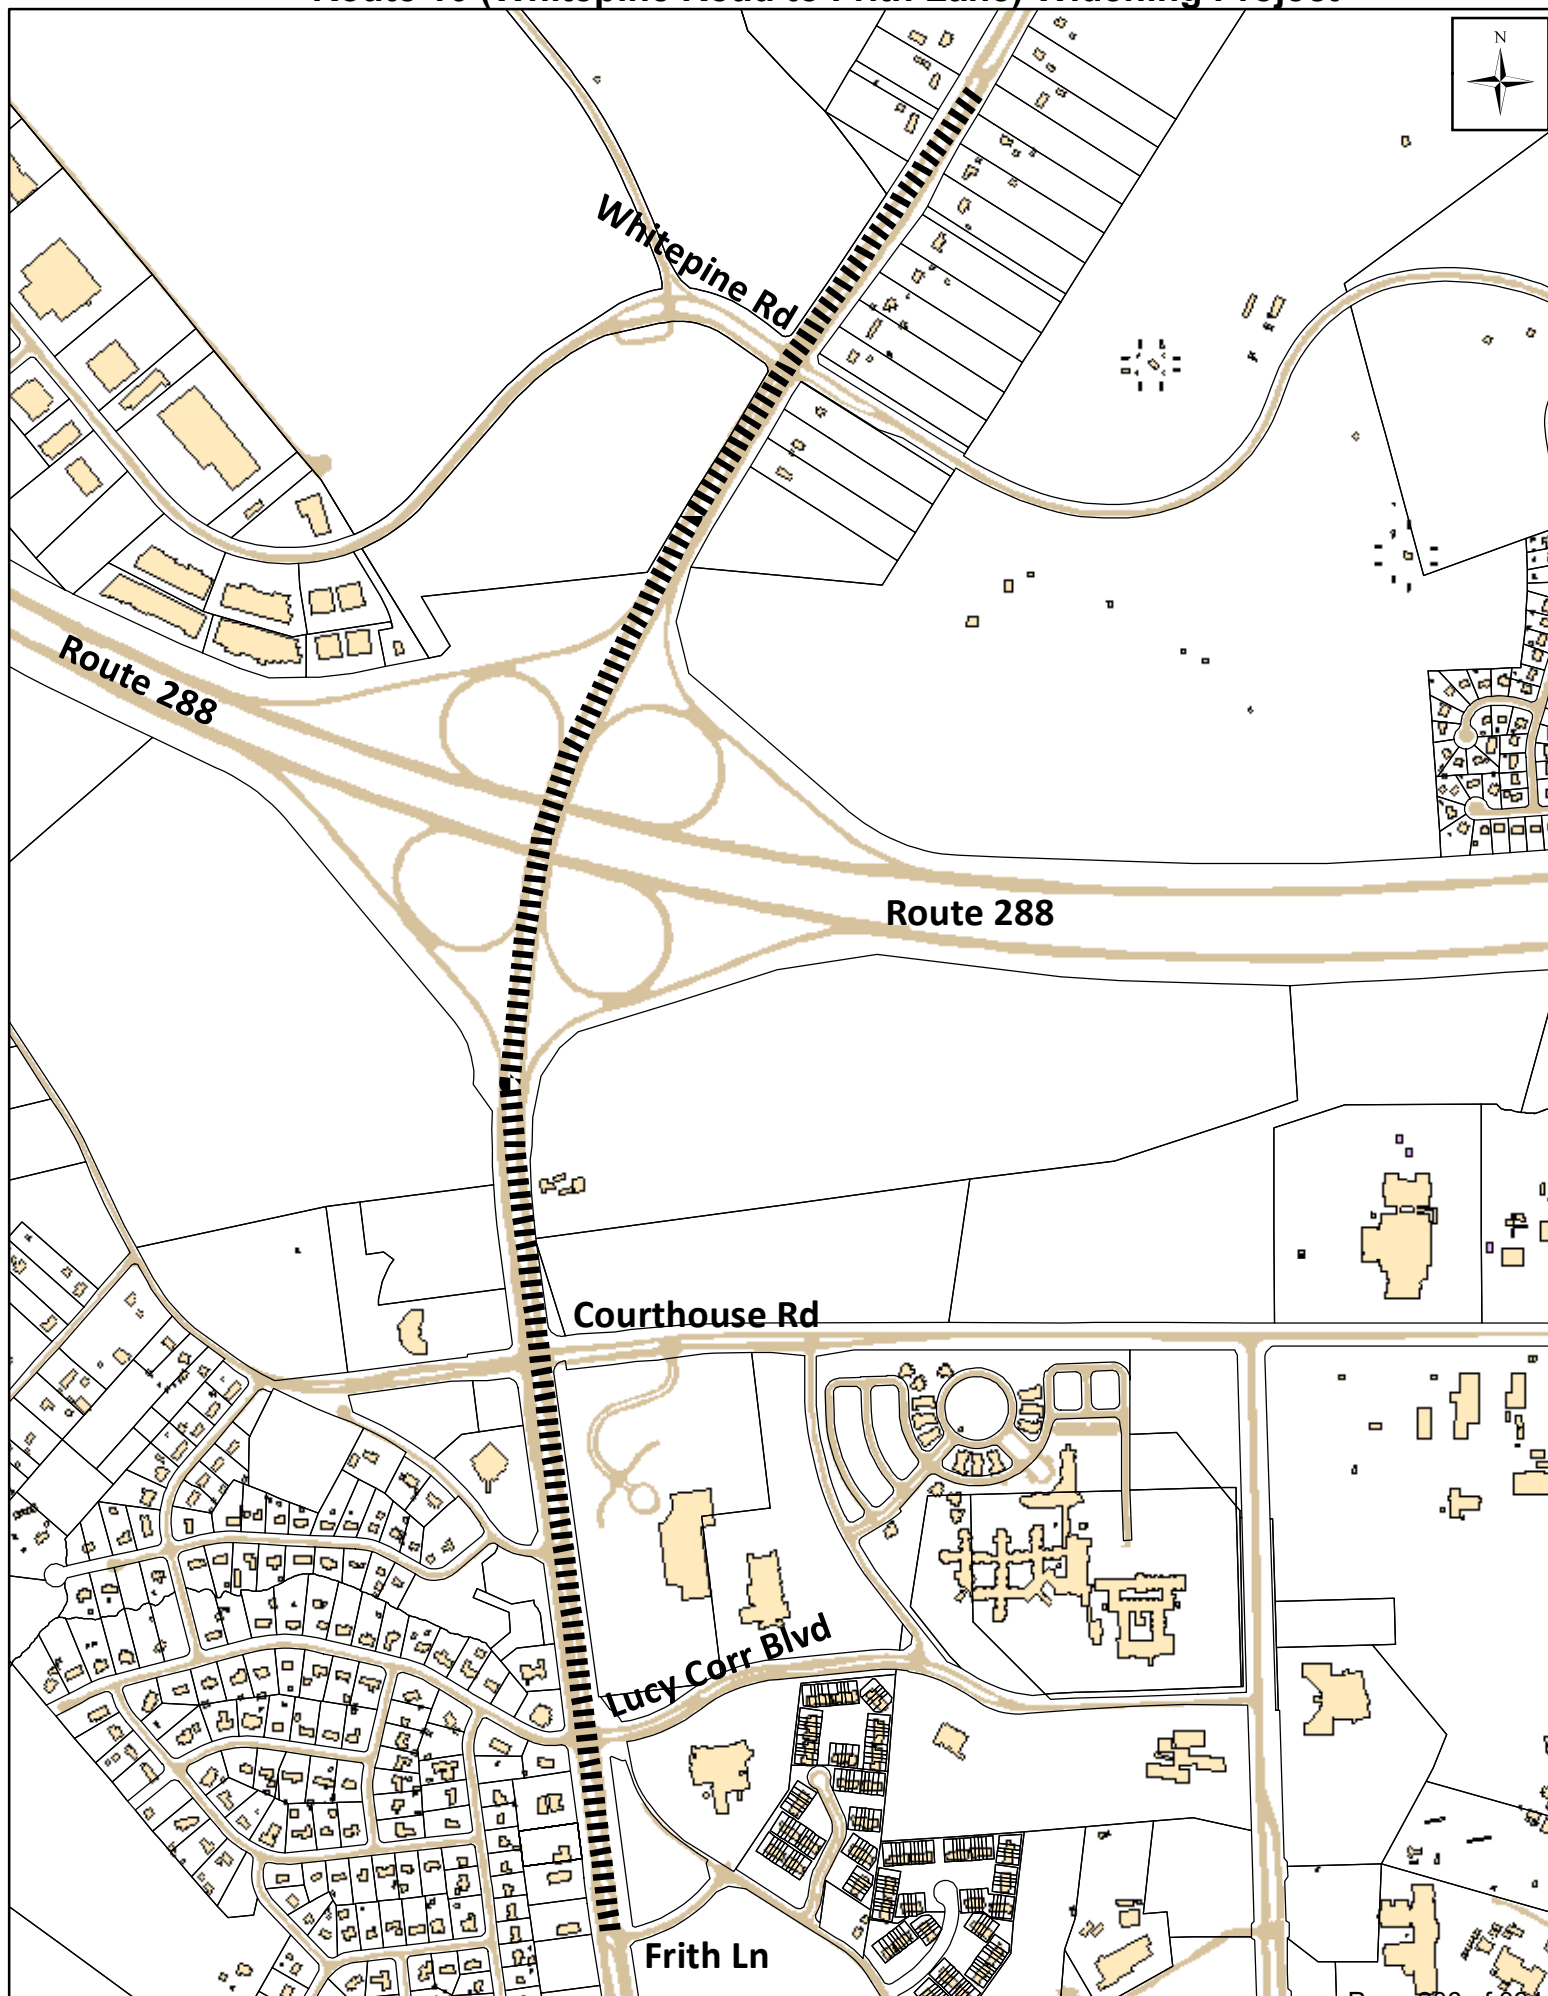 N
Whitepine Rd
Route 288
Route 288
Courthouse Rd
Lucy Corr Blvd
Frith Ln